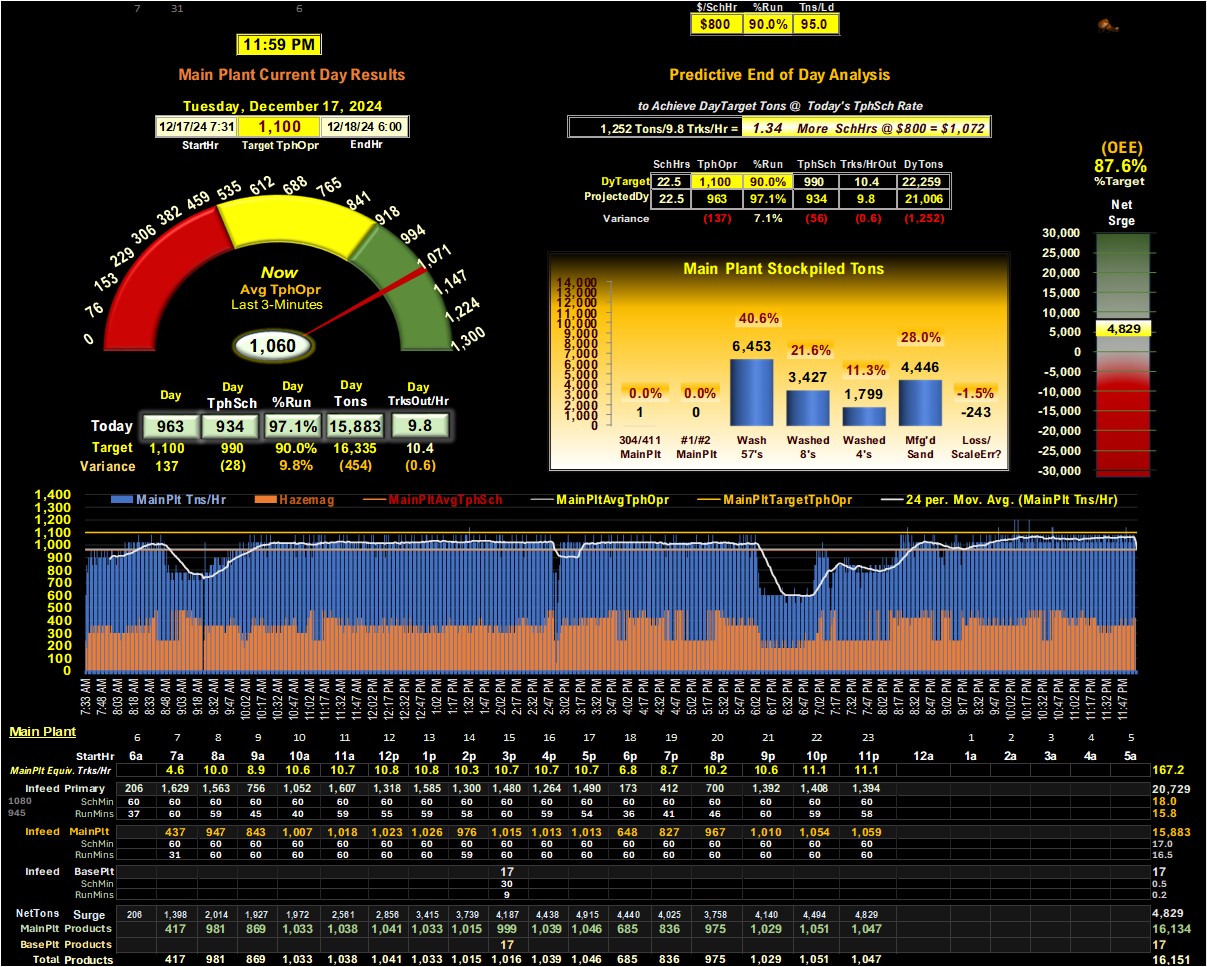 7 31 6
$/SchHr %Run Tns/Ld
$800 90.0% 95.0
11:59 PM
Main Plant Current Day Results
Predictive End of Day Analysis
Tuesday, December 17, 2024
to Achieve DayTarget Tons @ Today's TphSch Rate
12/17/24 7:31 1,100 12/18/24 6:00
StartHr Target TphOpr EndHr
1,252 Tons/9.8 Trks/Hr = 1.34 More SchHrs @ $800 = $1,072
(OEE)
87.6%
%Target
SchHrs TphOpr %Run TphSch Trks/HrOut DyTons
DyTarget 22.5 1,100 90.0% 990 10.4 22,259
ProjectedDy 22.5 963 97.1% 934 9.8 21,006
Variance (137) 7.1% (56) (0.6) (1,252)
0 76 153 229 306 382 459 535 612 688 765 841 918 994 1,071 1,147 1,224 1,300
Now
Avg TphOpr
Last 3-Minutes
1,060
Net
Srge
30,000
20,000
15,000
10,000
5,000
0
-5,000
-10,000
-15,000
-20,000
-30,000
4,829
Main Plant Stockpiled Tons
14,000
13,000
12,000
11,000
10,000
9,000
8,000
7,000
6,000
5,000
4,000
3,000
2,000
1,000
0
0.0% 0.0% 40.6% 21.6% 11.3% 28.0% -1.5%
1 0 6,453 3,427 1,799 4,446 -243
304/411 #1/#2 Wash Washed Washed Mfg'd Loss/
MainPlt MainPlt 57's 8's 4's Sand ScaleErr?
Day Day TphSch Day %Run Day Tons Day TrksOut/Hr
Today 963 934 97.1% 15,883 9.8
Target 1,100 990 90.0% 16,335 10.4
Variance 137 (28) 9.8% (454) (0.6)
MainPlt Tns/Hr Hazemag MainPltAvgTphSch MainPltAvgTphOpr MainPltTargetTphOpr 24 per. Mov. Avg. (MainPlt Tns/Hr)
1,400
1,300
1,200
1,100
1,000
900
800
700
600
500
400
300
200
100
0
7:33 AM 7:48 AM 8:03 AM 8:18 AM 8:33 AM 8:48 AM 9:03 AM 9:18 AM 9:32 AM 9:47 AM 10:02 AM 10:17 AM 10:32 AM 10:47 AM 11:02 AM 11:17 AM 11:32 AM 11:47 AM 12:02 PM 12:17 PM 12:32 PM 12:47 PM 1:02 PM 1:17 PM 1:32 PM 1:47 PM 2:02 PM 2:17 PM 2:32 PM 2:47 PM 3:02 PM 3:17 PM 3:32 PM 3:47 PM 4:02 PM 4:17 PM 4:32 PM 4:47 PM 5:02 PM 5:17 PM 5:32 PM 5:47 PM 6:02 PM 6:17 PM 6:32 PM 6:47 PM 7:02 PM 7:17 PM 7:32 PM 7:47 PM 8:02 PM 8:17 PM 8:32 PM 8:47 PM 9:02 PM 9:17 PM 9:32 PM 9:47 PM 10:02 PM 10:17 PM 10:32 PM 10:47 PM 11:02 PM 11:17 PM 11:32 PM 11:47 PM
Main Plant
6 7 8 9 10 11 12 13 14 15 16 17 18 19 20 21 22 23 1 2 3 4 5
StartHr 6a 7a 8a 9a 10a 11a 12p 1p 2p 3p 4p 5p 6p 7p 8p 9p 10p 11p 12a 1a 2a 3a 4a 5a
MainPlt Equiv. Trks/Hr 4.6 10.0 8.9 10.6 10.7 10.8 10.8 10.3 10.7 10.7 10.7 6.8 8.7 10.2 10.6 11.1 11.1 167.2
Infeed Primary 206 1,629 1,563 756 1,052 1,607 1,318 1,585 1,300 1,480 1,264 1,490 173 412 700 1,392 1,408 1,394 20,729
1080 SchMin 60 60 60 60 60 60 60 60 60 60 60 60 60 60 60 60 60 60 18.0
945 RunMins 37 60 59 45 40 59 55 59 58 60 58 54 36 41 46 60 59 58 15.8
Infeed MainPlt 437 947 843 1,007 1,018 1,023 1,026 976 1,015 1,013 1,013 648 827 967 1,010 1,054 1,059 15,883
SchMin 60 60 60 60 60 60 60 60 60 60 60 60 60 60 60 60 60 17.0
RunMins 31 60 60 60 60 60 60 59 60 60 60 60 60 60 60 60 60 16.5
Infeed BasePlt 17 17
SchMin 30 0.5
RunMins 9 0.2
NetTons Surge 206 1,398 2,014 1,927 1,972 2,561 2,856 3,415 3,739 4,187 4,438 4,915 4,440 4,025 3,758 4,140 4,494 4,829 4,829
MainPlt Products 417 981 869 1,033 1,038 1,041 1,033 1,015 999 1,039 1,046 685 836 975 1,029 1,051 1,047 16,134
BasePlt Products 17 17
Total Products 417 981 869 1,033 1,038 1,041 1,033 1,015 1,016 1,039 1,046 685 836 975 1,029 1,051 1,047 16,151